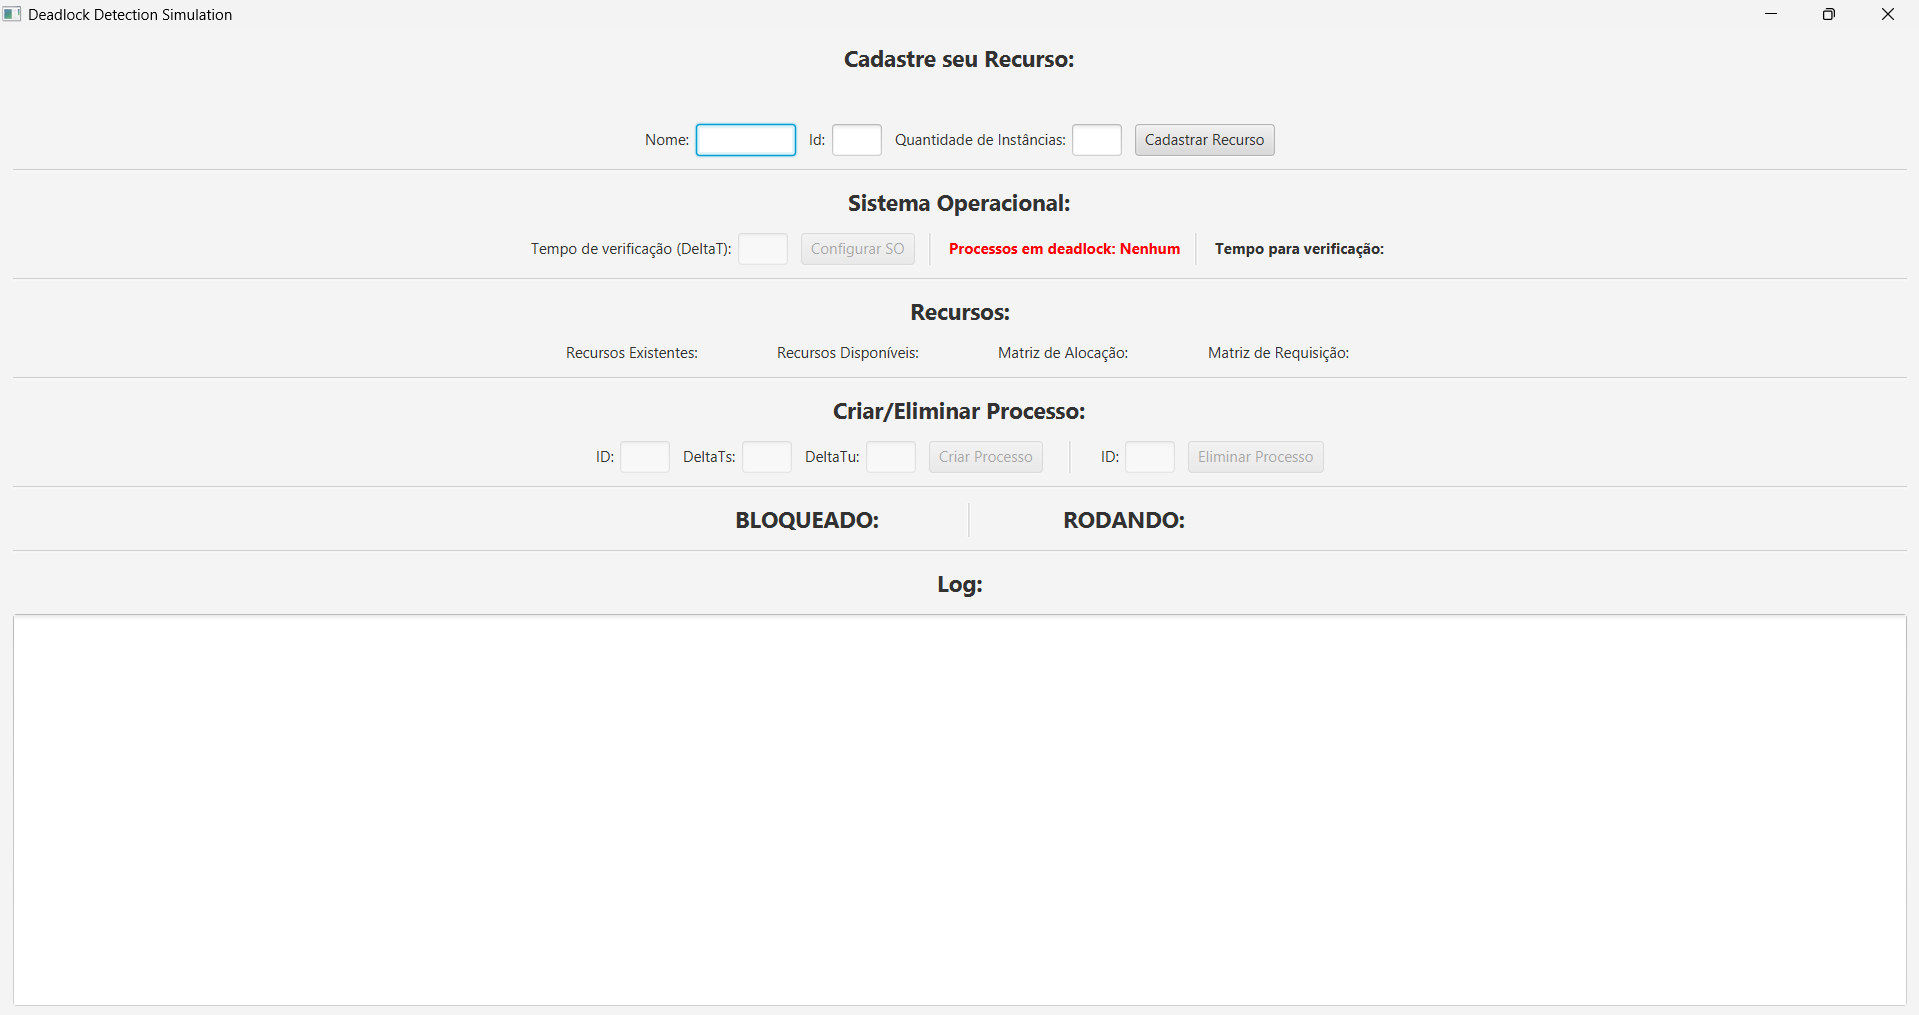 Deadlock Detection Simulation
Cadastre seu Recurso:
Nome: Id: Quantidade de Instâncias: Cadastrar Recurso
Sistema Operacional:
Tempo de verificação (DeltaT): Configurar SO Processos em deadlock: Nenhum Tempo para verificação:
Recursos:
Recursos Existentes: Recursos Disponíveis: Matriz de Alocação: Matriz de Requisição:
Criar/Eliminar Processo:
ID: DeltaTs: DeltaTu: Criar Processo ID: Eliminar Processo
BLOQUEADO: RODANDO:
Log: